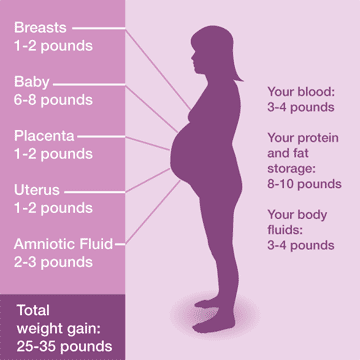 Breasts
1-2 pounds
Baby
6-8 pounds
Placenta
1-2 pounds
Uterus
1-2 pounds
Amniotic Fluid
2-3 pounds
Total
weight gain:
25-35 pounds
Your blood:
3-4 pounds
Your protein
and fat
storage:
8-10 pounds
Your body
fluids:
3-4 pounds